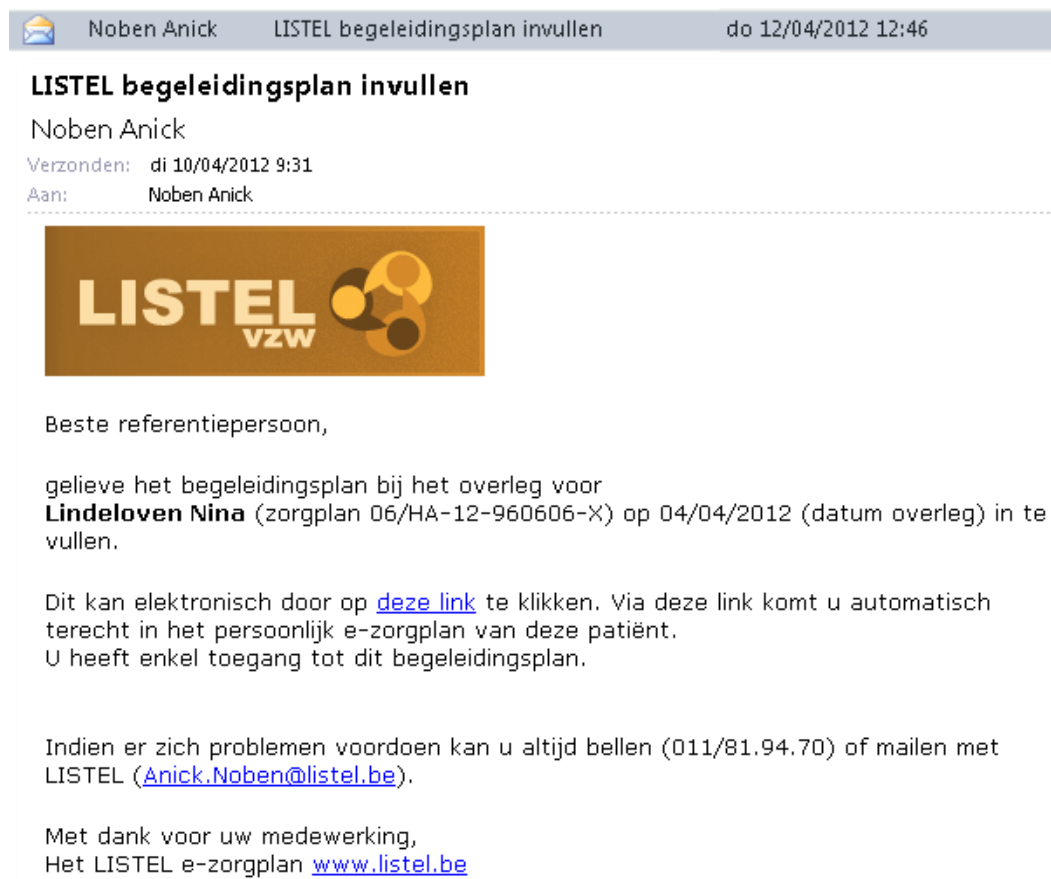 Noben Anick LISTEL begeleidingsplan invullen do 12/04/2012 12:46
LISTEL begeleidingsplan invullen
Noben Anick
Verzonden: di 10/04/2012 9:31
Aan: Noben Anick
LISTEL
VZW
Beste referentiepersoon,
gelieve het begeleidingsplan bij het overleg voor
Lindeloven Nina (zorgplan 06/HA-12-960606-X) op 04/04/2012 (datum overleg) in te
vullen.
Dit kan elektronisch door op deze link te klikken. Via deze link komt u automatisch
terecht in het persoonlijk e-zorgplan van deze patiënt.
U heeft enkel toegang tot dit begeleidingsplan.
Indien er zich problemen voordoen kan u altijd bellen (011/81.94.70) of mailen met
LISTEL (Anick.Noben@listel.be).
Met dank voor uw medewerking,
Het LISTEL e-zorgplan www.listel.be